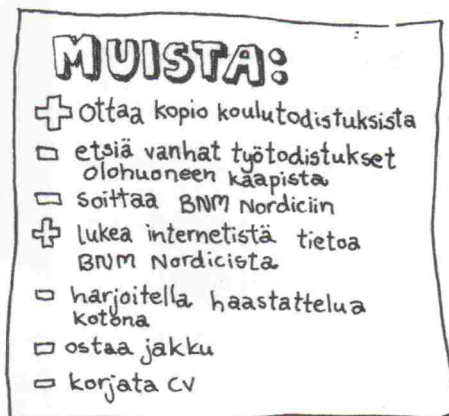 MUISTA:
ottaa kopio koulutodistuksista
etsiä vanhat työtodistukset
olohuoneen kaapista
soittaa BNM Nordiciin
lukea internetistä tietoa
BNM Nordicista
harjoitella haastattelua
kotona
ostaa jakku
korjata CV